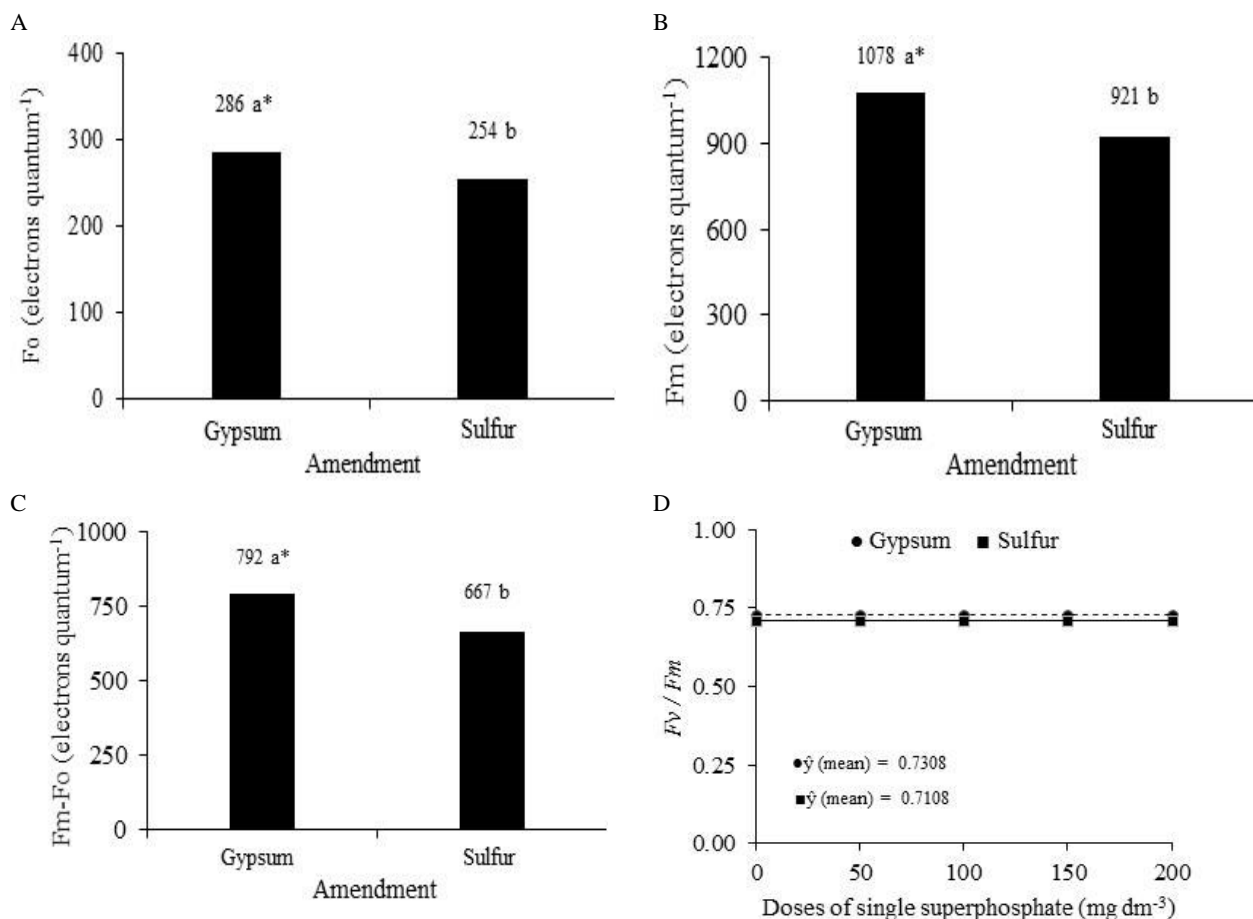 A
Fo (electrons quantum⁻¹)
400
300
200
100
0
286 a*
254 b
Gypsum
Sulfur
Amendment
B
Fm (electrons quantum⁻¹)
1200
900
600
300
0
1078 a*
921 b
Gypsum
Sulfur
Amendment
C
Fm-Fo (electrons quantum⁻¹)
1000
750
500
250
0
792 a*
667 b
Gypsum
Sulfur
Amendment
D
Fv / Fm
1.00
0.75
0.50
0.25
0.00
Gypsum
Sulfur
ŷ (mean) = 0.7308
ŷ (mean) = 0.7108
0 50 100 150 200
Doses of single superphosphate (mg dm⁻³)